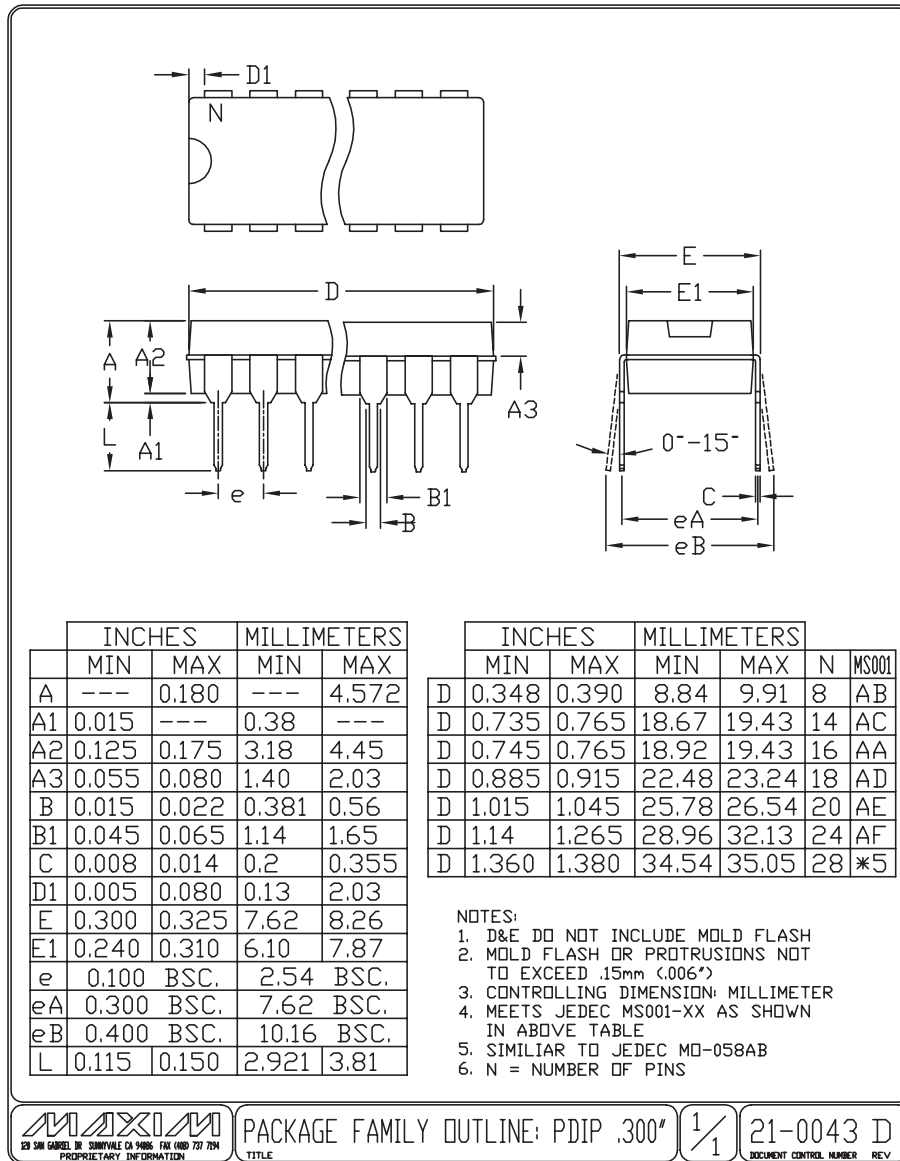 D1
N
E
E1
D
A
A2
A3
L
A1
0°-15°
e
B1
B
C
eA
eB
INCHES MILLIMETERS
MIN MAX MIN MAX
A --- 0.180 --- 4.572
A1 0.015 --- 0.38 ---
A2 0.125 0.175 3.18 4.45
A3 0.055 0.080 1.40 2.03
B 0.015 0.022 0.381 0.56
B1 0.045 0.065 1.14 1.65
C 0.008 0.014 0.2 0.355
D1 0.005 0.080 0.13 2.03
E 0.300 0.325 7.62 8.26
E1 0.240 0.310 6.10 7.87
e 0.100 BSC. 2.54 BSC.
eA 0.300 BSC. 7.62 BSC.
eB 0.400 BSC. 10.16 BSC.
L 0.115 0.150 2.921 3.81
INCHES MILLIMETERS
MIN MAX MIN MAX N MS001
D 0.348 0.390 8.84 9.91 8 AB
D 0.735 0.765 18.67 19.43 14 AC
D 0.745 0.765 18.92 19.43 16 AA
D 0.885 0.915 22.48 23.24 18 AD
D 1.015 1.045 25.78 26.54 20 AE
D 1.14 1.265 28.96 32.13 24 AF
D 1.360 1.380 34.54 35.05 28 *5
NOTES:
1. D&E DO NOT INCLUDE MOLD FLASH
2. MOLD FLASH OR PROTRUSIONS NOT
TO EXCEED .15mm (.006")
3. CONTROLLING DIMENSION: MILLIMETER
4. MEETS JEDEC MS001-XX AS SHOWN
IN ABOVE TABLE
5. SIMILIAR TO JEDEC MO-058AB
6. N = NUMBER OF PINS
MAXIM
120 SAN GABRIEL DR SUNNYVALE CA 94086 FAX (408) 737 7194
PROPRIETARY INFORMATION
PACKAGE FAMILY OUTLINE: PDIP .300"
TITLE
1/1
21-0043 D
DOCUMENT CONTROL NUMBER REV